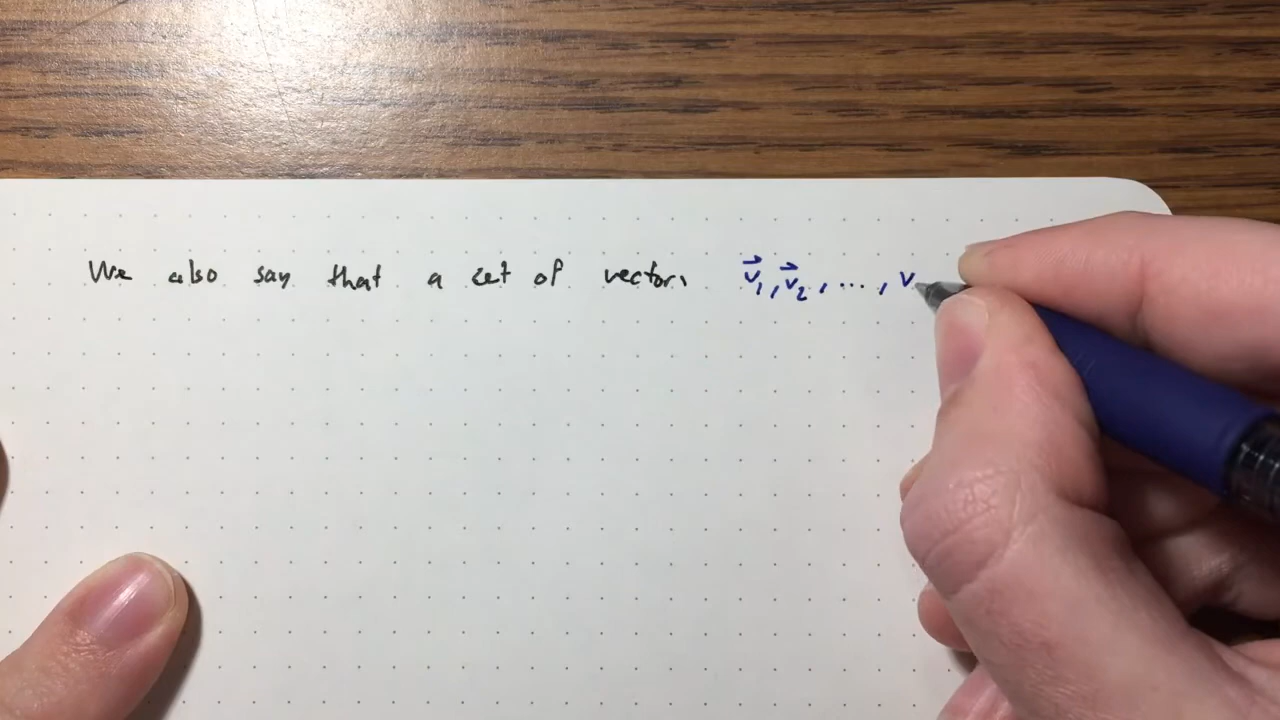 We also say that a set of vectors v⃗₁, v⃗₂, ..., v